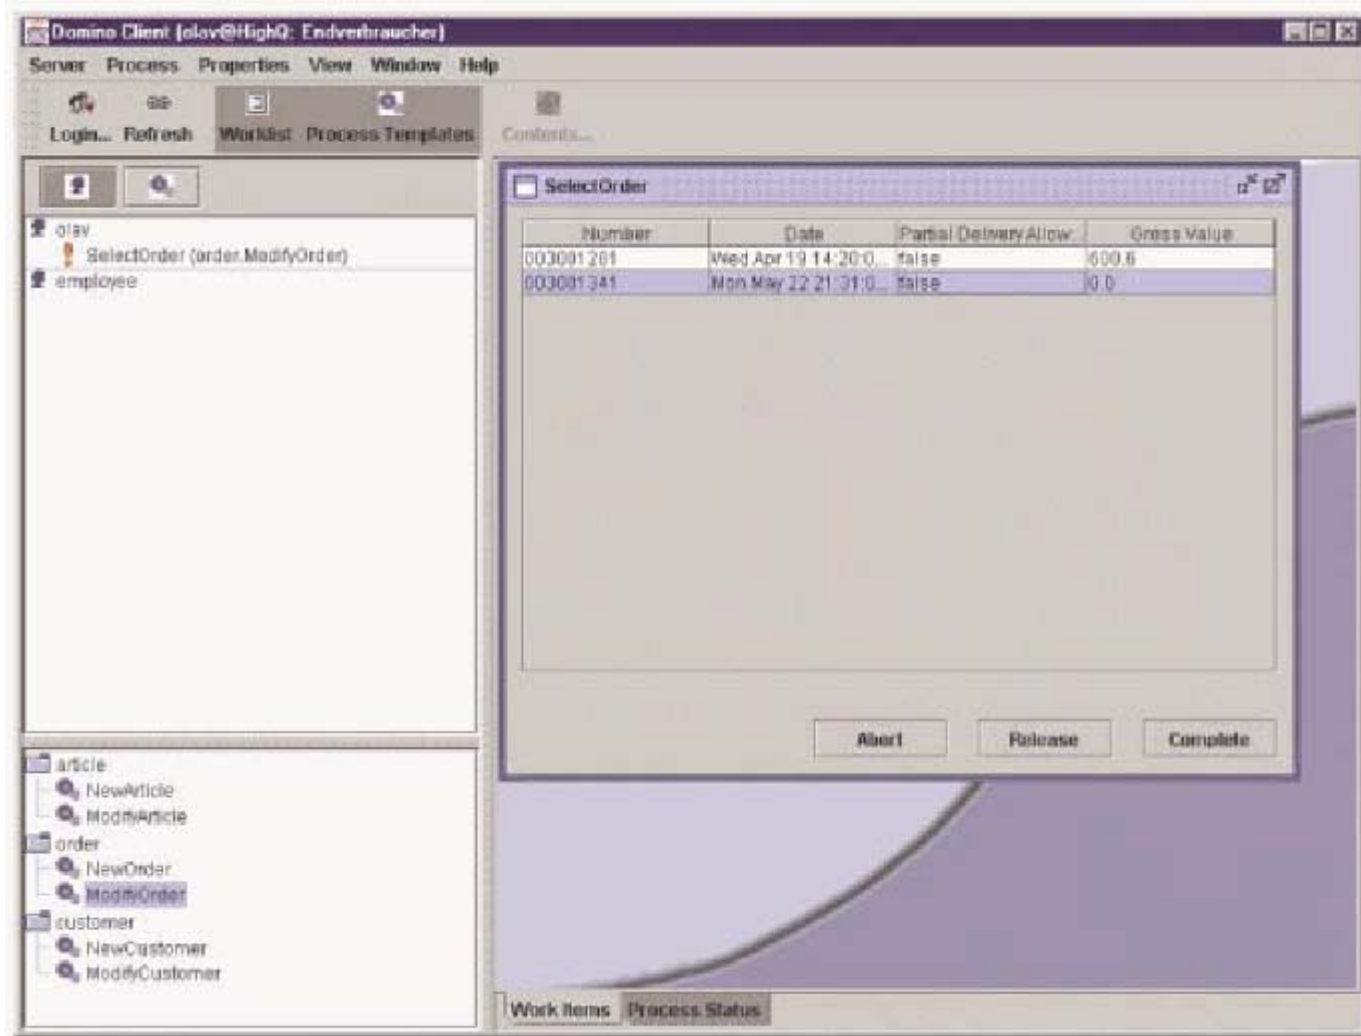 Domino Client [olav@HighQ: Endverbraucher]
Server Process Properties View Window Help
Login... Refresh Worklist Process Templates Contents...
olav
SelectOrder (order.ModifyOrder)
employee
SelectOrder
Number Date Partial Delivery Allow... Gross Value
003001281 Wed Apr 19 14:20:0... false 600.6
003001341 Mon May 22 21:31:0... false 0.0
Abort Release Complete
article
NewArticle
ModifyArticle
order
NewOrder
ModifyOrder
customer
NewCustomer
ModifyCustomer
Work Items Process Status